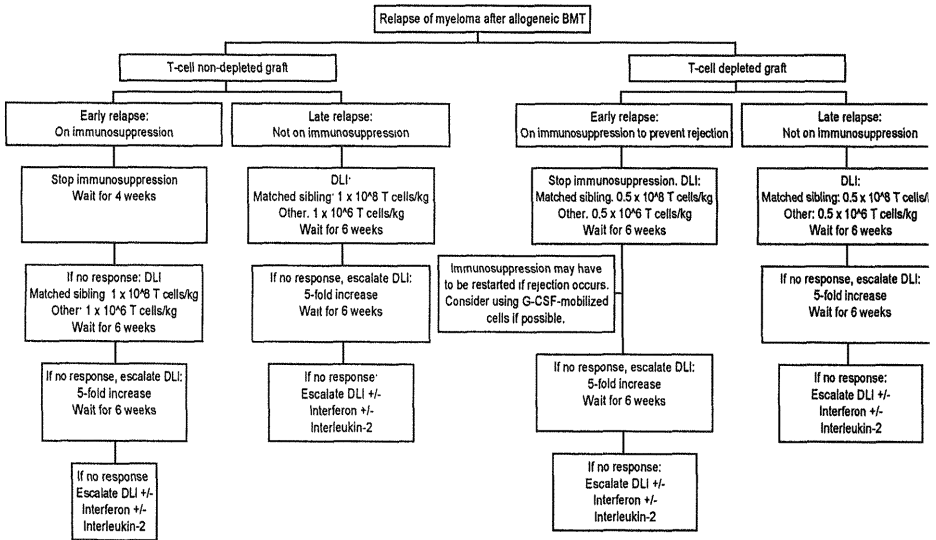 Relapse of myeloma after allogeneic BMT
T-cell non-depleted graft
Early relapse:
On immunosuppression
Stop immunosuppression
Wait for 4 weeks
If no response: DLI
Matched sibling 1 x 10^8 T cells/kg
Other· 1 x 10^6 T cells/kg
Wait for 6 weeks
If no response, escalate DLI:
5-fold increase
Wait for 6 weeks
If no response
Escalate DLI +/-
Interferon +/-
Interleukin-2
Late relapse:
Not on immunosuppression
DLI·
Matched sibling· 1 x 10^8 T cells/kg
Other. 1 x 10^6 T cells/kg
Wait for 6 weeks
If no response, escalate DLI:
5-fold increase
Wait for 6 weeks
If no response·
Escalate DLI +/-
Interferon +/-
Interleukin-2
T-cell depleted graft
Early relapse:
On immunosuppression to prevent rejection
Stop immunosuppression. DLI:
Matched sibling. 0.5 x 10^8 T cells/kg
Other. 0.5 x 10^6 T cells/kg
Wait for 6 weeks
Immunosuppression may have
to be restarted if rejection occurs.
Consider using G-CSF-mobilized
cells if possible.
If no response, escalate DLI:
5-fold increase
Wait for 6 weeks
If no response:
Escalate DLI +/-
Interferon +/-
Interleukin-2
Late relapse:
Not on immunosuppression
DLI:
Matched sibling: 0.5 x 10^8 T cells/
Other: 0.5 x 10^6 T cells/
Wait for 6 weeks
If no response, escalate DLI:
5-fold increase
Wait for 6 weeks
If no response:
Escalate DLI +/-
Interferon +/-
Interleukin-2